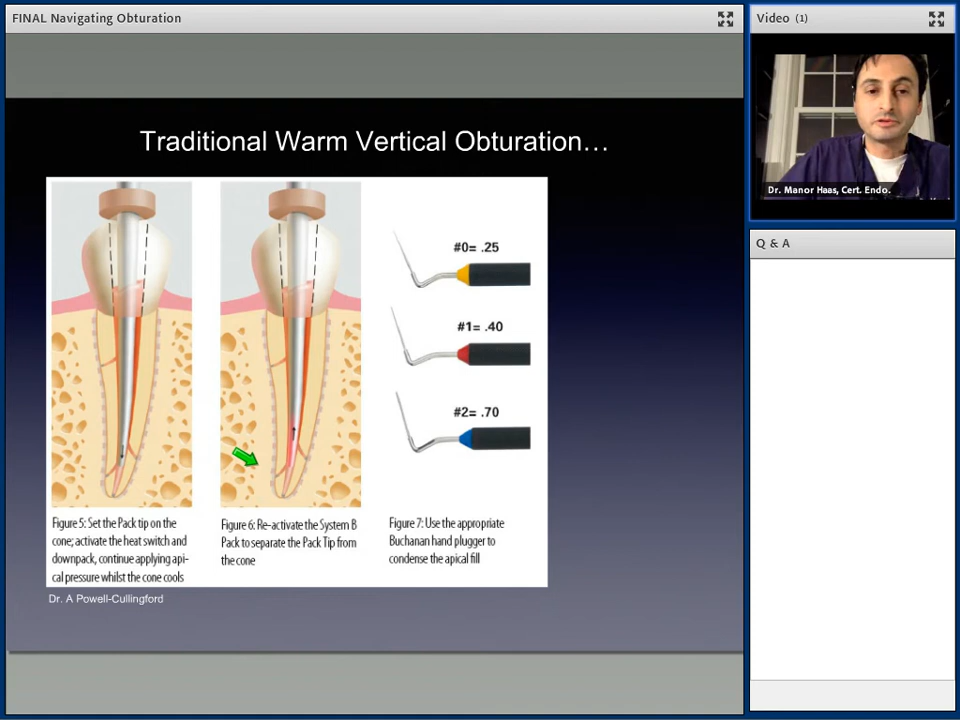 FINAL Navigating Obturation
Video (1)
Dr. Manor Haas, Cert. Endo.
Q & A
Traditional Warm Vertical Obturation…
#0= .25
#1= .40
#2= .70
Figure 5: Set the Pack tip on the
cone; activate the heat switch and
downpack, continue applying api-
cal pressure whilst the cone cools
Figure 6: Re-activate the System B
Pack to separate the Pack Tip from
the cone
Figure 7: Use the appropriate
Buchanan hand plugger to
condense the apical fill
Dr. A Powell-Cullingford